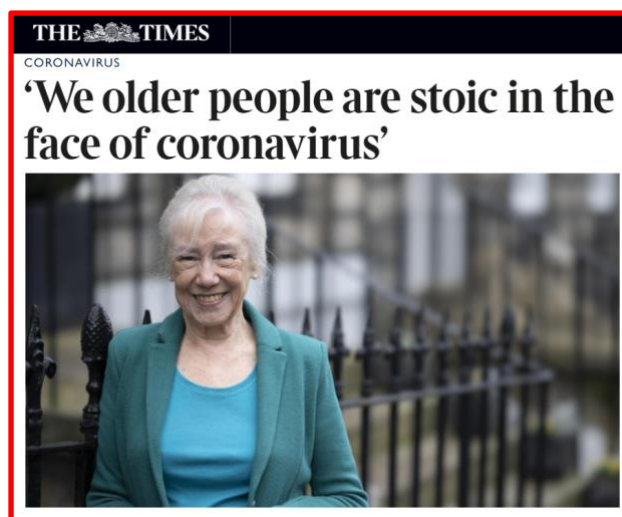 THE TIMES
CORONAVIRUS
‘We older people are stoic in the
face of coronavirus’